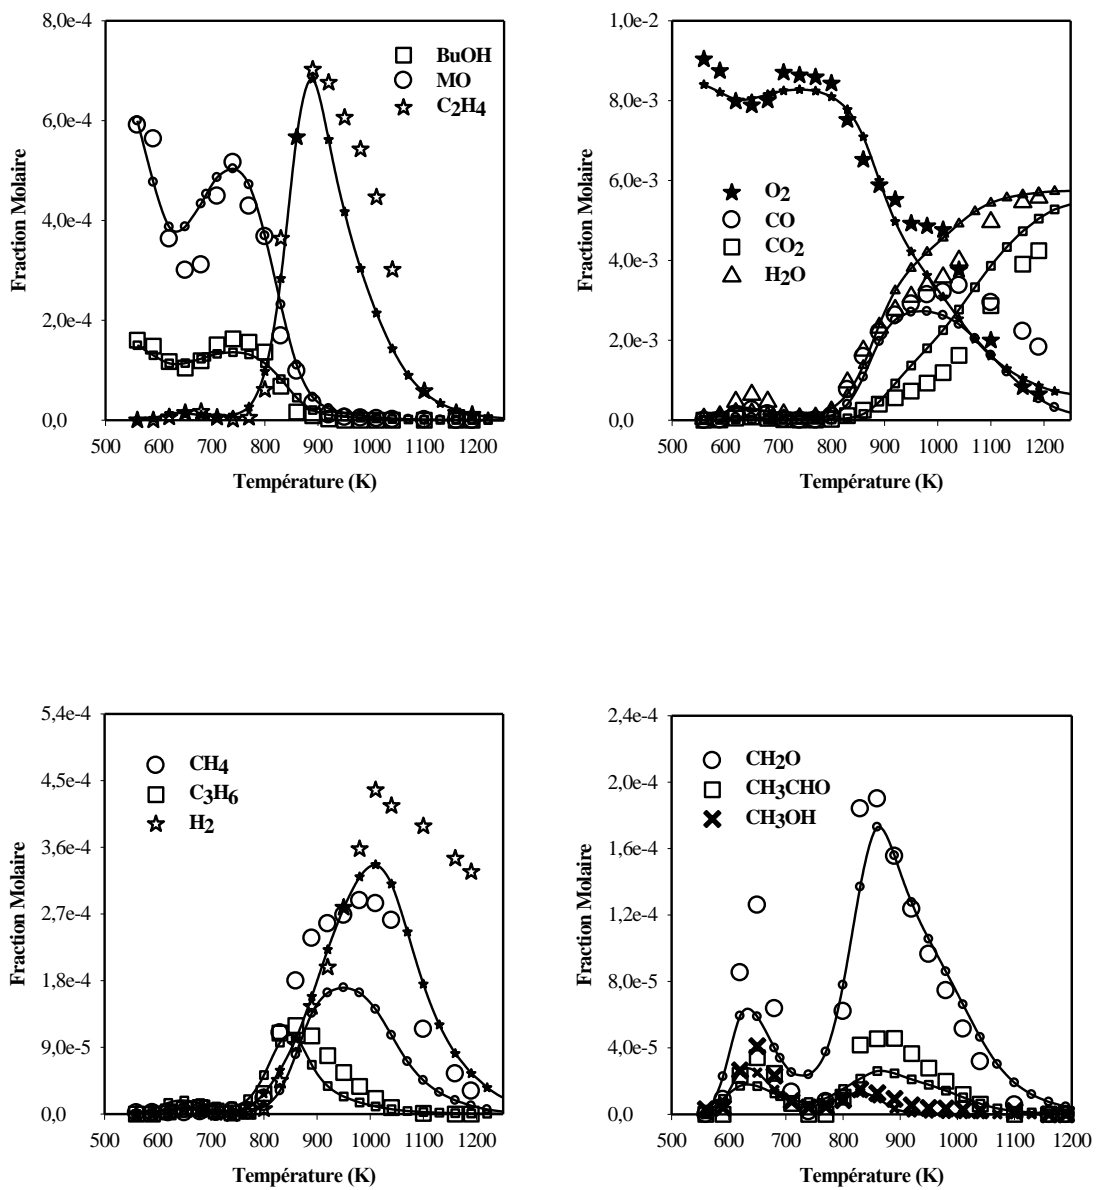 8,0e-4
6,0e-4
4,0e-4
2,0e-4
0,0
500 600 700 800 900 1000 1100 1200
Fraction Molaire
Température (K)
BuOH
MO
C2H4
1,0e-2
8,0e-3
6,0e-3
4,0e-3
2,0e-3
0,0
500 600 700 800 900 1000 1100 1200
Fraction Molaire
Température (K)
O2
CO
CO2
H2O
5,4e-4
4,5e-4
3,6e-4
2,7e-4
1,8e-4
9,0e-5
0,0
500 600 700 800 900 1000 1100 1200
Fraction Molaire
Température (K)
CH4
C3H6
H2
2,4e-4
2,0e-4
1,6e-4
1,2e-4
8,0e-5
4,0e-5
0,0
500 600 700 800 900 1000 1100 1200
Fraction Molaire
Température (K)
CH2O
CH3CHO
CH3OH